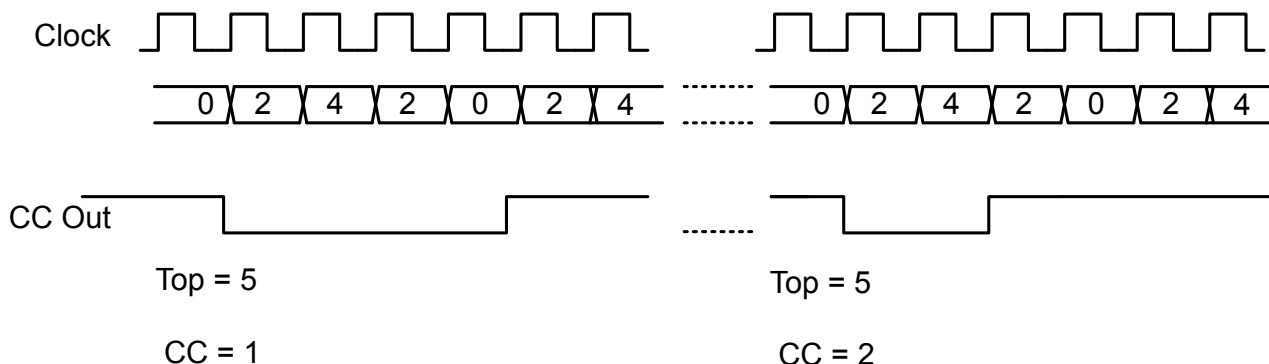 Clock
0 2 4 2 0 2 4 0 2 4 2 0 2 4
CC Out
Top = 5 Top = 5
CC = 1 CC = 2